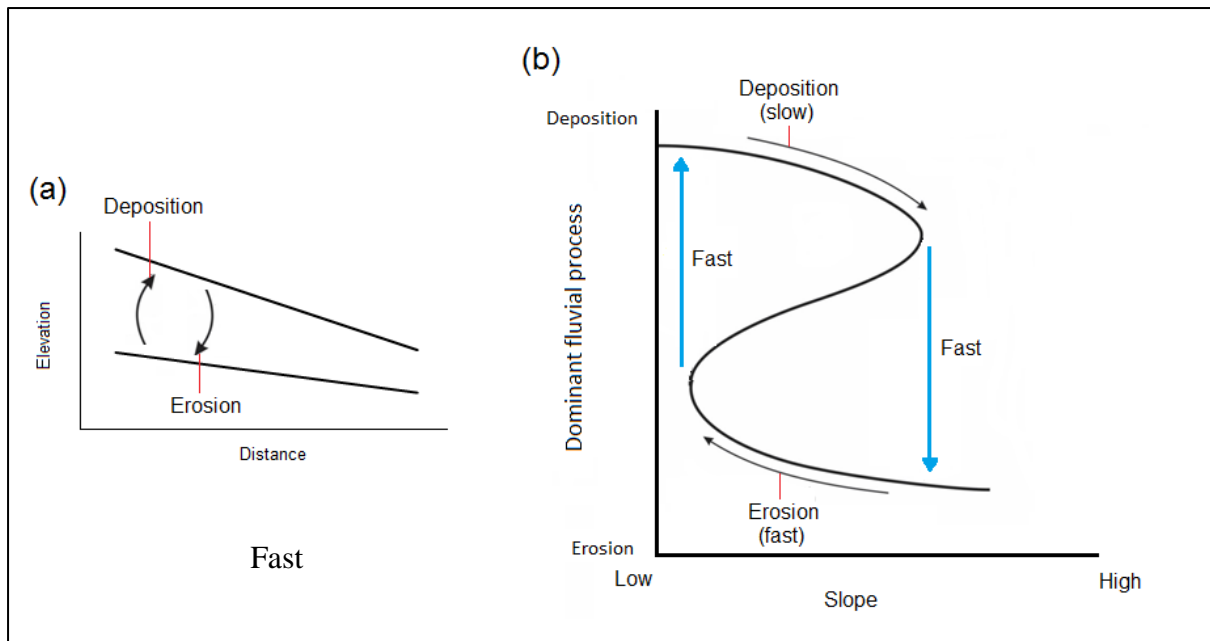 (a)
Deposition
Elevation
Erosion
Distance
Fast
(b)
Deposition
(slow)
Deposition
Dominant fluvial process
Fast
Fast
Erosion
(fast)
Erosion
Low
High
Slope